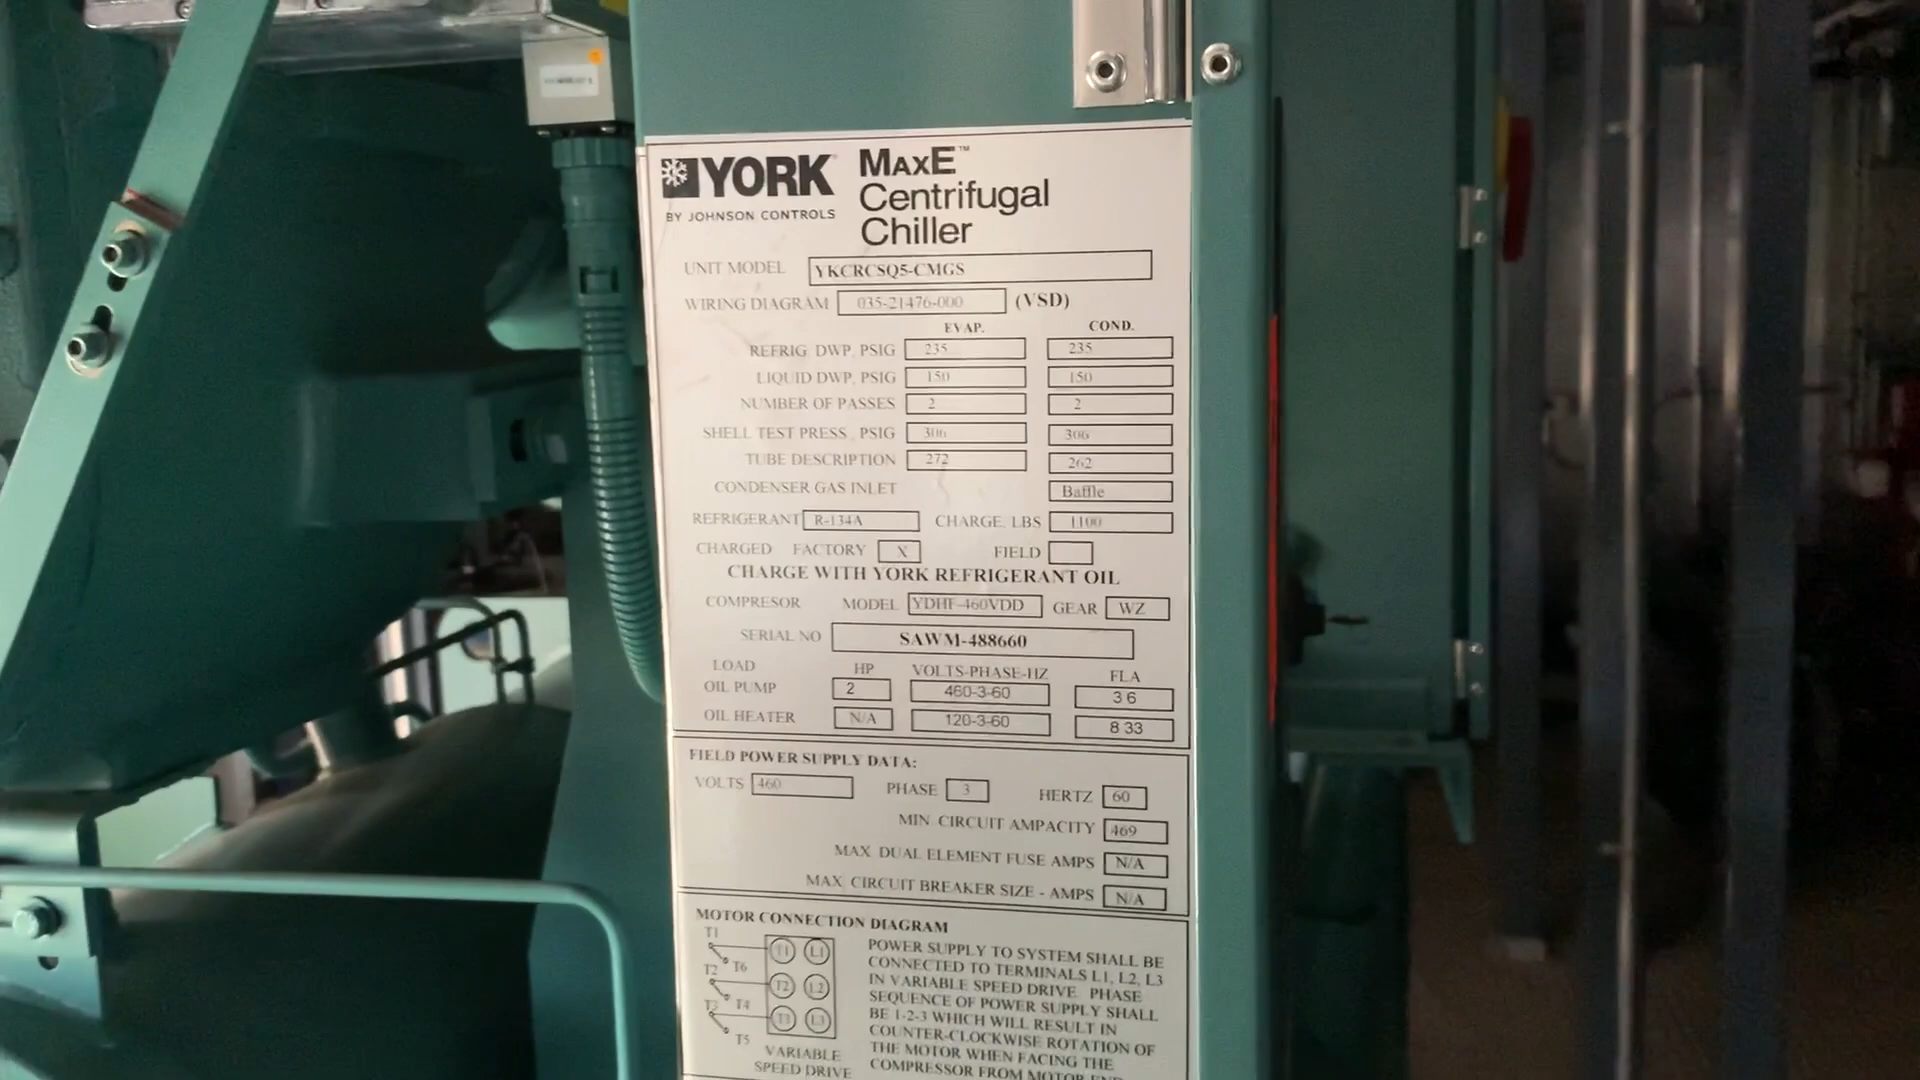 YORK
BY JOHNSON CONTROLS
MAXE™
Centrifugal
Chiller
UNIT MODEL YKCRCSQ5-CMGS
WIRING DIAGRAM 035-21476-000 (VSD)
EVAP. COND.
REFRIG DWP, PSIG 235 235
LIQUID DWP, PSIG 150 150
NUMBER OF PASSES 2 2
SHELL TEST PRESS , PSIG 306 306
TUBE DESCRIPTION 272 262
CONDENSER GAS INLET Baffle
REFRIGERANT R-134A CHARGE, LBS 1100
CHARGED FACTORY X FIELD
CHARGE WITH YORK REFRIGERANT OIL
COMPRESOR MODEL YDHF-460VDD GEAR WZ
SERIAL NO SAWM-488660
LOAD HP VOLTS-PHASE-HZ FLA
OIL PUMP 2 460-3-60 3 6
OIL HEATER N/A 120-3-60 8 33
FIELD POWER SUPPLY DATA:
VOLTS 460 PHASE 3 HERTZ 60
MIN CIRCUIT AMPACITY 469
MAX DUAL ELEMENT FUSE AMPS N/A
MAX CIRCUIT BREAKER SIZE - AMPS N/A
MOTOR CONNECTION DIAGRAM
T1 T1 L1
T6
T2 T2 L2
T4
T3 T3 L3
T5
VARIABLE
SPEED DRIVE
POWER SUPPLY TO SYSTEM SHALL BE
CONNECTED TO TERMINALS L1, L2, L3
IN VARIABLE SPEED DRIVE PHASE
SEQUENCE OF POWER SUPPLY SHALL
BE 1-2-3 WHICH WILL RESULT IN
COUNTER-CLOCKWISE ROTATION OF
THE MOTOR WHEN FACING THE
COMPRESSOR FROM MOTOR END